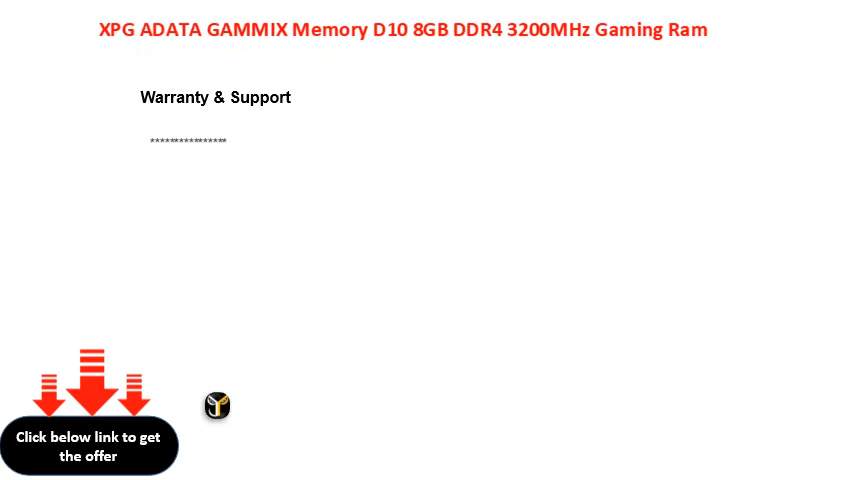 XPG ADATA GAMMIX Memory D10 8GB DDR4 3200MHz Gaming Ram
Warranty & Support
****************
Click below link to get
the offer